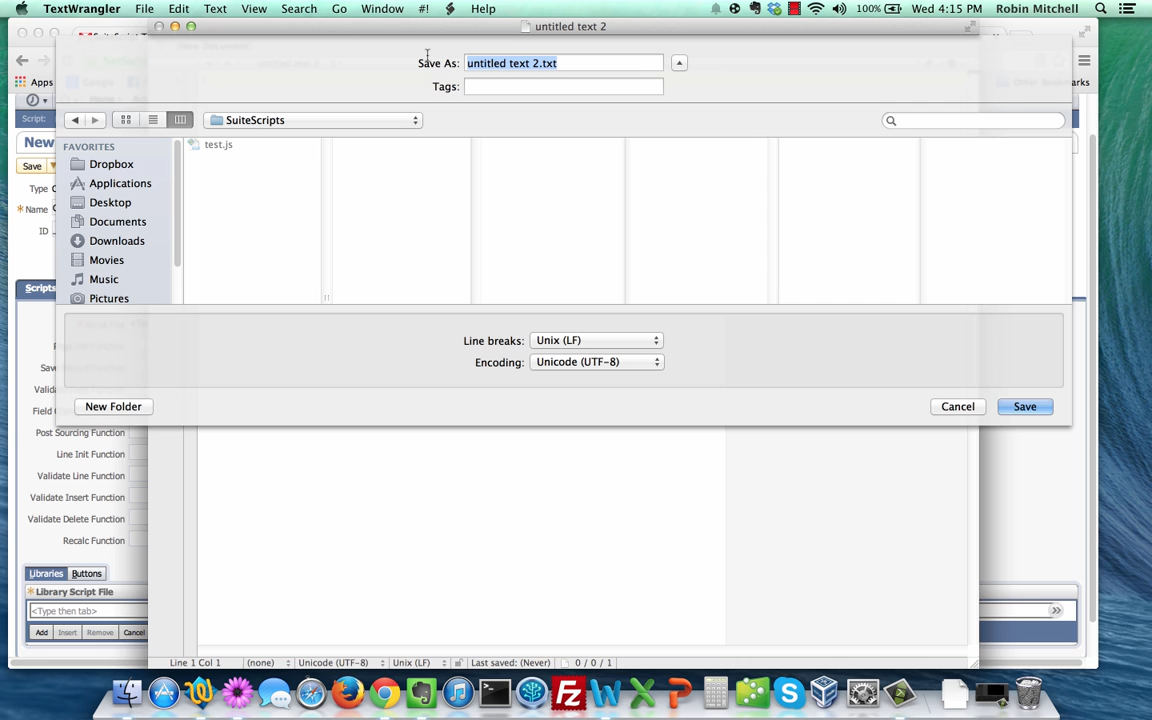 TextWrangler File Edit Text View Search Go Window #! Help 100% Wed 4:15 PM Robin Mitchell
untitled text 2
Save As: untitled text 2.txt
Tags:
Apps
Script:
SuiteScripts
FAVORITES
test.js
New
Dropbox
Save
Applications
Type
Desktop
Name
Documents
ID
Downloads
Movies
Music
Scripts
Pictures
Line breaks: Unix (LF)
Encoding: Unicode (UTF-8)
New Folder Cancel Save
Post Sourcing Function
Line Init Function
Validate Line Function
Validate Insert Function
Validate Delete Function
Recalc Function
Libraries Buttons
Library Script File
<Type then tab>
Add Insert Remove Cancel
Line 1 Col 1 (none) Unicode (UTF-8) Unix (LF) Last saved: (Never) 0 / 0 / 1